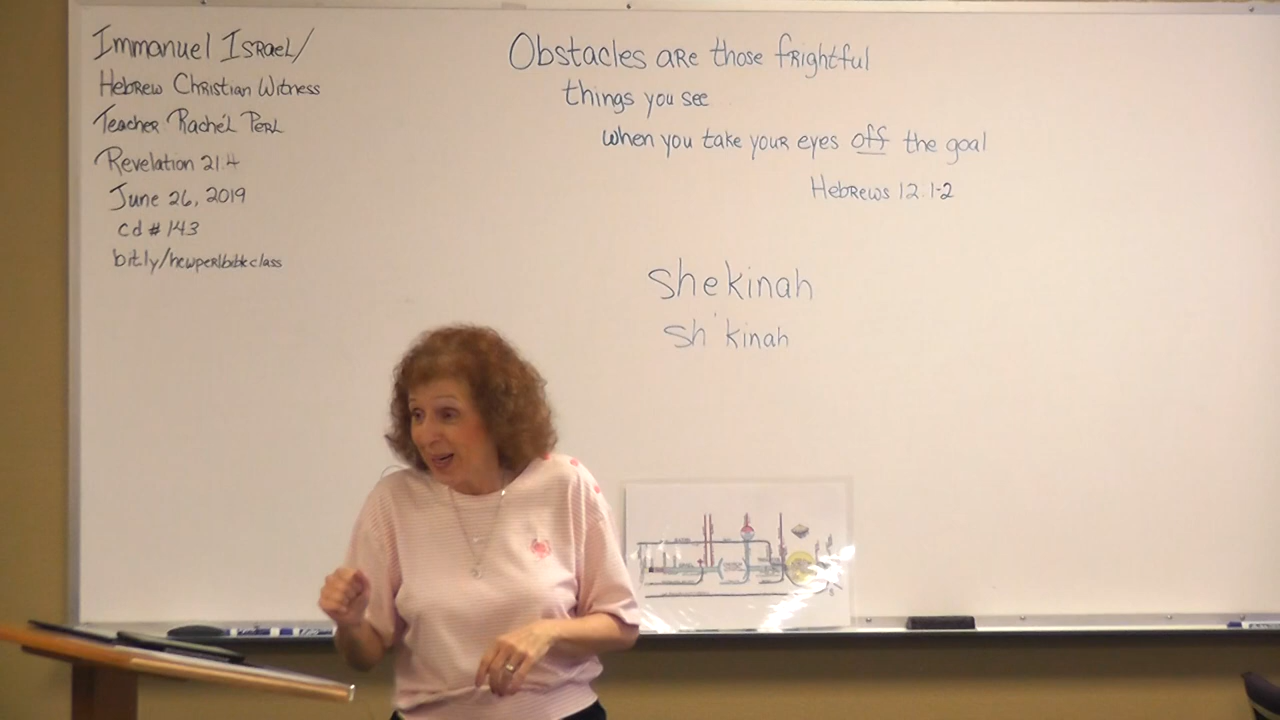 Immanuel Israel/
Hebrew Christian Witness
Teacher: Rachel Perl
Revelation 21:4
June 26, 2019
cd # 143
bit.ly/newperlbibleclass
Obstacles are those frightful
things you see
when you take your eyes off the goal
Hebrews 12:1-2
shekinah
sh'kinah